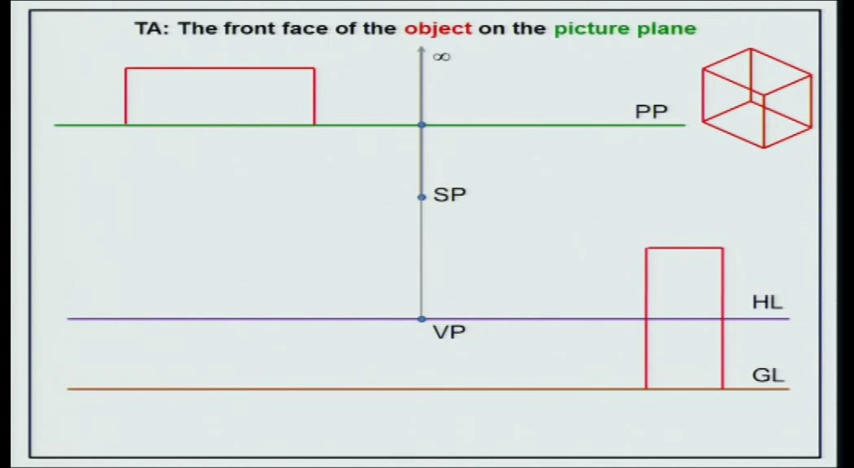 TA: The front face of the object on the picture plane
∞
PP
SP
HL
VP
GL